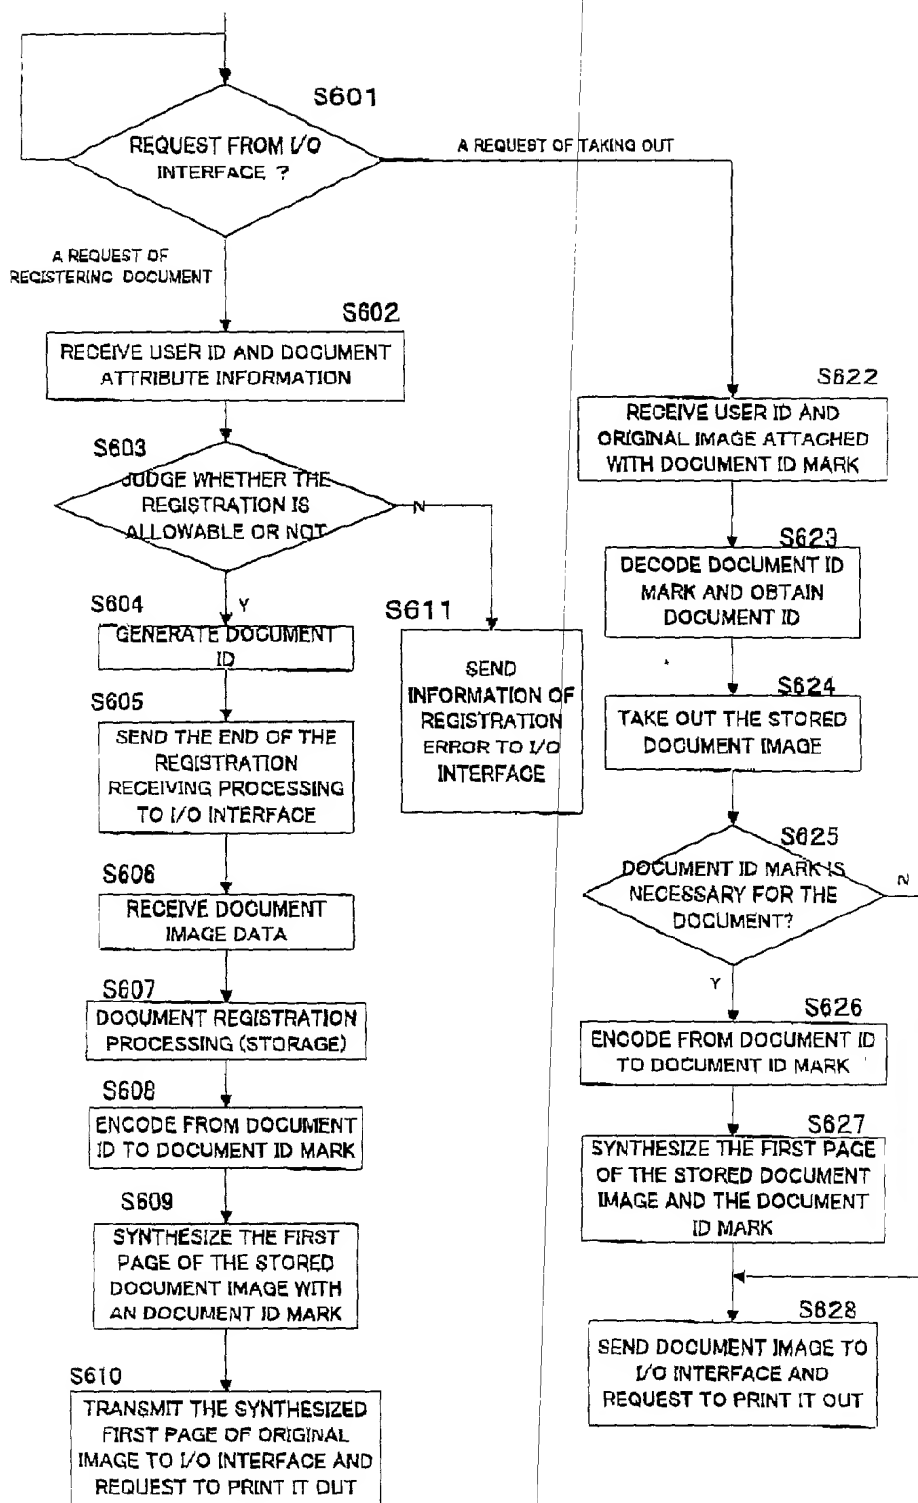 S601
REQUEST FROM I/O
INTERFACE ?
A REQUEST OF TAKING OUT
A REQUEST OF
REGISTERING DOCUMENT
S602
RECEIVE USER ID AND DOCUMENT
ATTRIBUTE INFORMATION
S603
JUDGE WHETHER THE
REGISTRATION IS
ALLOWABLE OR NOT
N
Y
S604
GENERATE DOCUMENT
ID
S605
SEND THE END OF THE
REGISTRATION
RECEIVING PROCESSING
TO I/O INTERFACE
S606
RECEIVE DOCUMENT
IMAGE DATA
S607
DOCUMENT REGISTRATION
PROCESSING (STORAGE)
S608
ENCODE FROM DOCUMENT
ID TO DOCUMENT ID MARK
S609
SYNTHESIZE THE FIRST
PAGE OF THE STORED
DOCUMENT IMAGE WITH
AN DOCUMENT ID MARK
S610
TRANSMIT THE SYNTHESIZED
FIRST PAGE OF ORIGINAL
IMAGE TO I/O INTERFACE AND
REQUEST TO PRINT IT OUT
S611
SEND
INFORMATION OF
REGISTRATION
ERROR TO I/O
INTERFACE
S622
RECEIVE USER ID AND
ORIGINAL IMAGE ATTACHED
WITH DOCUMENT ID MARK
S623
DECODE DOCUMENT ID
MARK AND OBTAIN
DOCUMENT ID
S624
TAKE OUT THE STORED
DOCUMENT IMAGE
S625
DOCUMENT ID MARK IS
NECESSARY FOR THE
DOCUMENT?
N
Y
S626
ENCODE FROM DOCUMENT ID
TO DOCUMENT ID MARK
S627
SYNTHESIZE THE FIRST PAGE
OF THE STORED DOCUMENT
IMAGE AND THE DOCUMENT
ID MARK
S628
SEND DOCUMENT IMAGE TO
I/O INTERFACE AND
REQUEST TO PRINT IT OUT